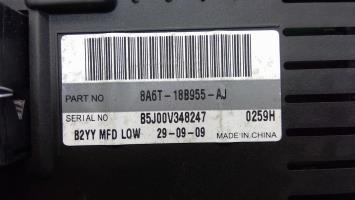 PART NO 8A6T-18B955-AJ
SERIAL NO B5J00V348247 0259H
B2YY MFD LOW 29-09-09 MADE IN CHINA